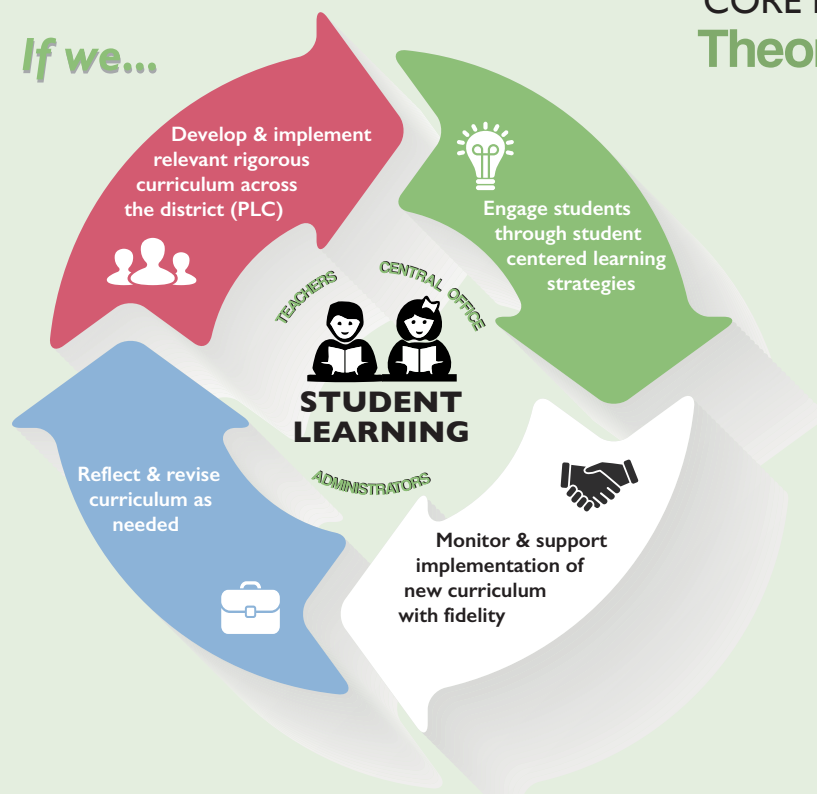 If we...
CORE
Develop & implement
relevant rigorous
curriculum across
the district (PLC)
Engage students
through student
centered learning
strategies
TEACHERS
CENTRAL OFFICE
STUDENT
LEARNING
ADMINISTRATORS
Reflect & revise
curriculum as
needed
Monitor & support
implementation of
new curriculum
with fidelity